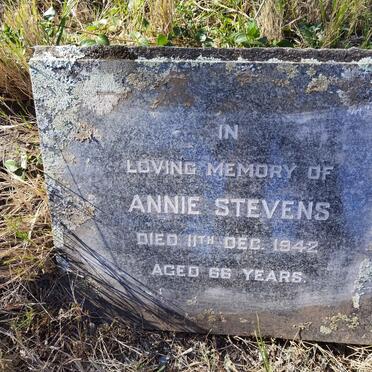 IN
LOVING MEMORY OF
ANNIE STEVENS
DIED 11TH DEC. 1942
AGED 66 YEARS.